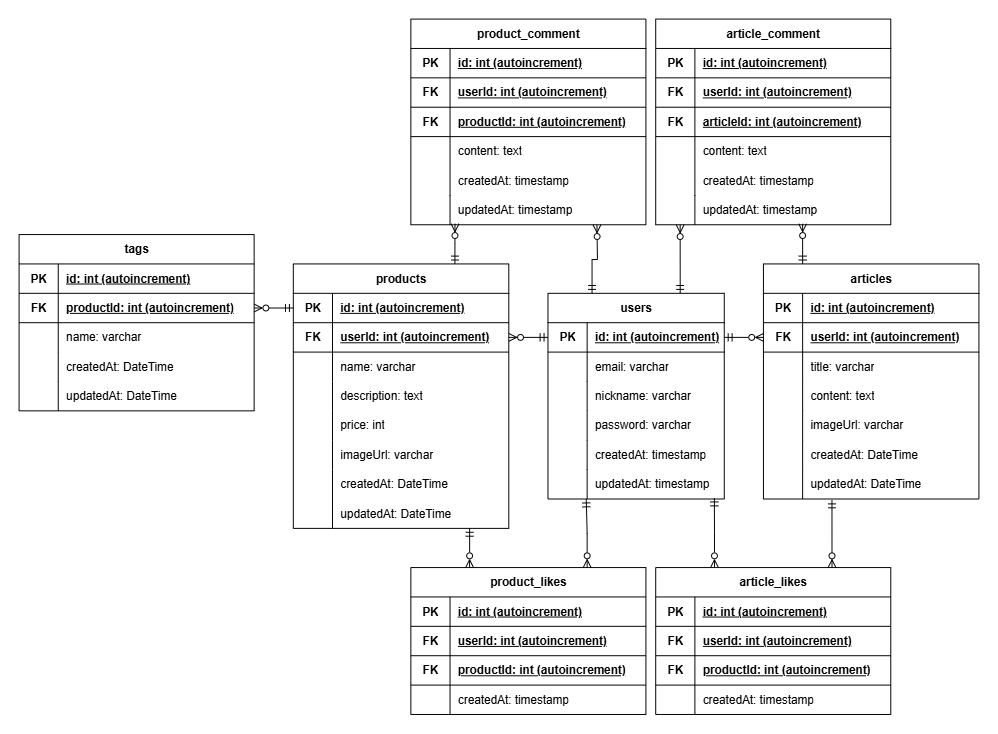 product_comment
PK id: int (autoincrement)
FK userId: int (autoincrement)
FK productId: int (autoincrement)
content: text
createdAt: timestamp
updatedAt: timestamp
article_comment
PK id: int (autoincrement)
FK userId: int (autoincrement)
FK articleId: int (autoincrement)
content: text
createdAt: timestamp
updatedAt: timestamp
tags
PK id: int (autoincrement)
FK productId: int (autoincrement)
name: varchar
createdAt: DateTime
updatedAt: DateTime
products
PK id: int (autoincrement)
FK userId: int (autoincrement)
name: varchar
description: text
price: int
imageUrl: varchar
createdAt: DateTime
updatedAt: DateTime
users
PK id: int (autoincrement)
email: varchar
nickname: varchar
password: varchar
createdAt: timestamp
updatedAt: timestamp
articles
PK id: int (autoincrement)
FK userId: int (autoincrement)
title: varchar
content: text
imageUrl: varchar
createdAt: DateTime
updatedAt: DateTime
product_likes
PK id: int (autoincrement)
FK userId: int (autoincrement)
FK productId: int (autoincrement)
createdAt: timestamp
article_likes
PK id: int (autoincrement)
FK userId: int (autoincrement)
FK productId: int (autoincrement)
createdAt: timestamp